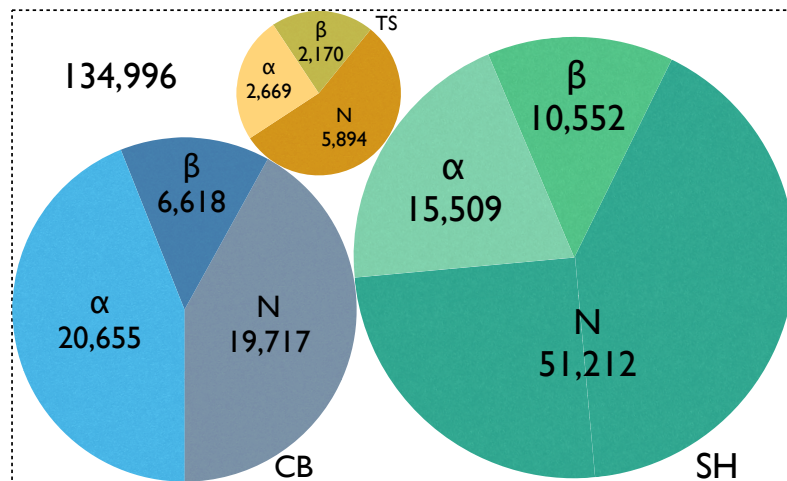 134,996
TS
β
2,170
α
2,669
N
5,894
β
6,618
α
20,655
N
19,717
CB
β
10,552
α
15,509
N
51,212
SH